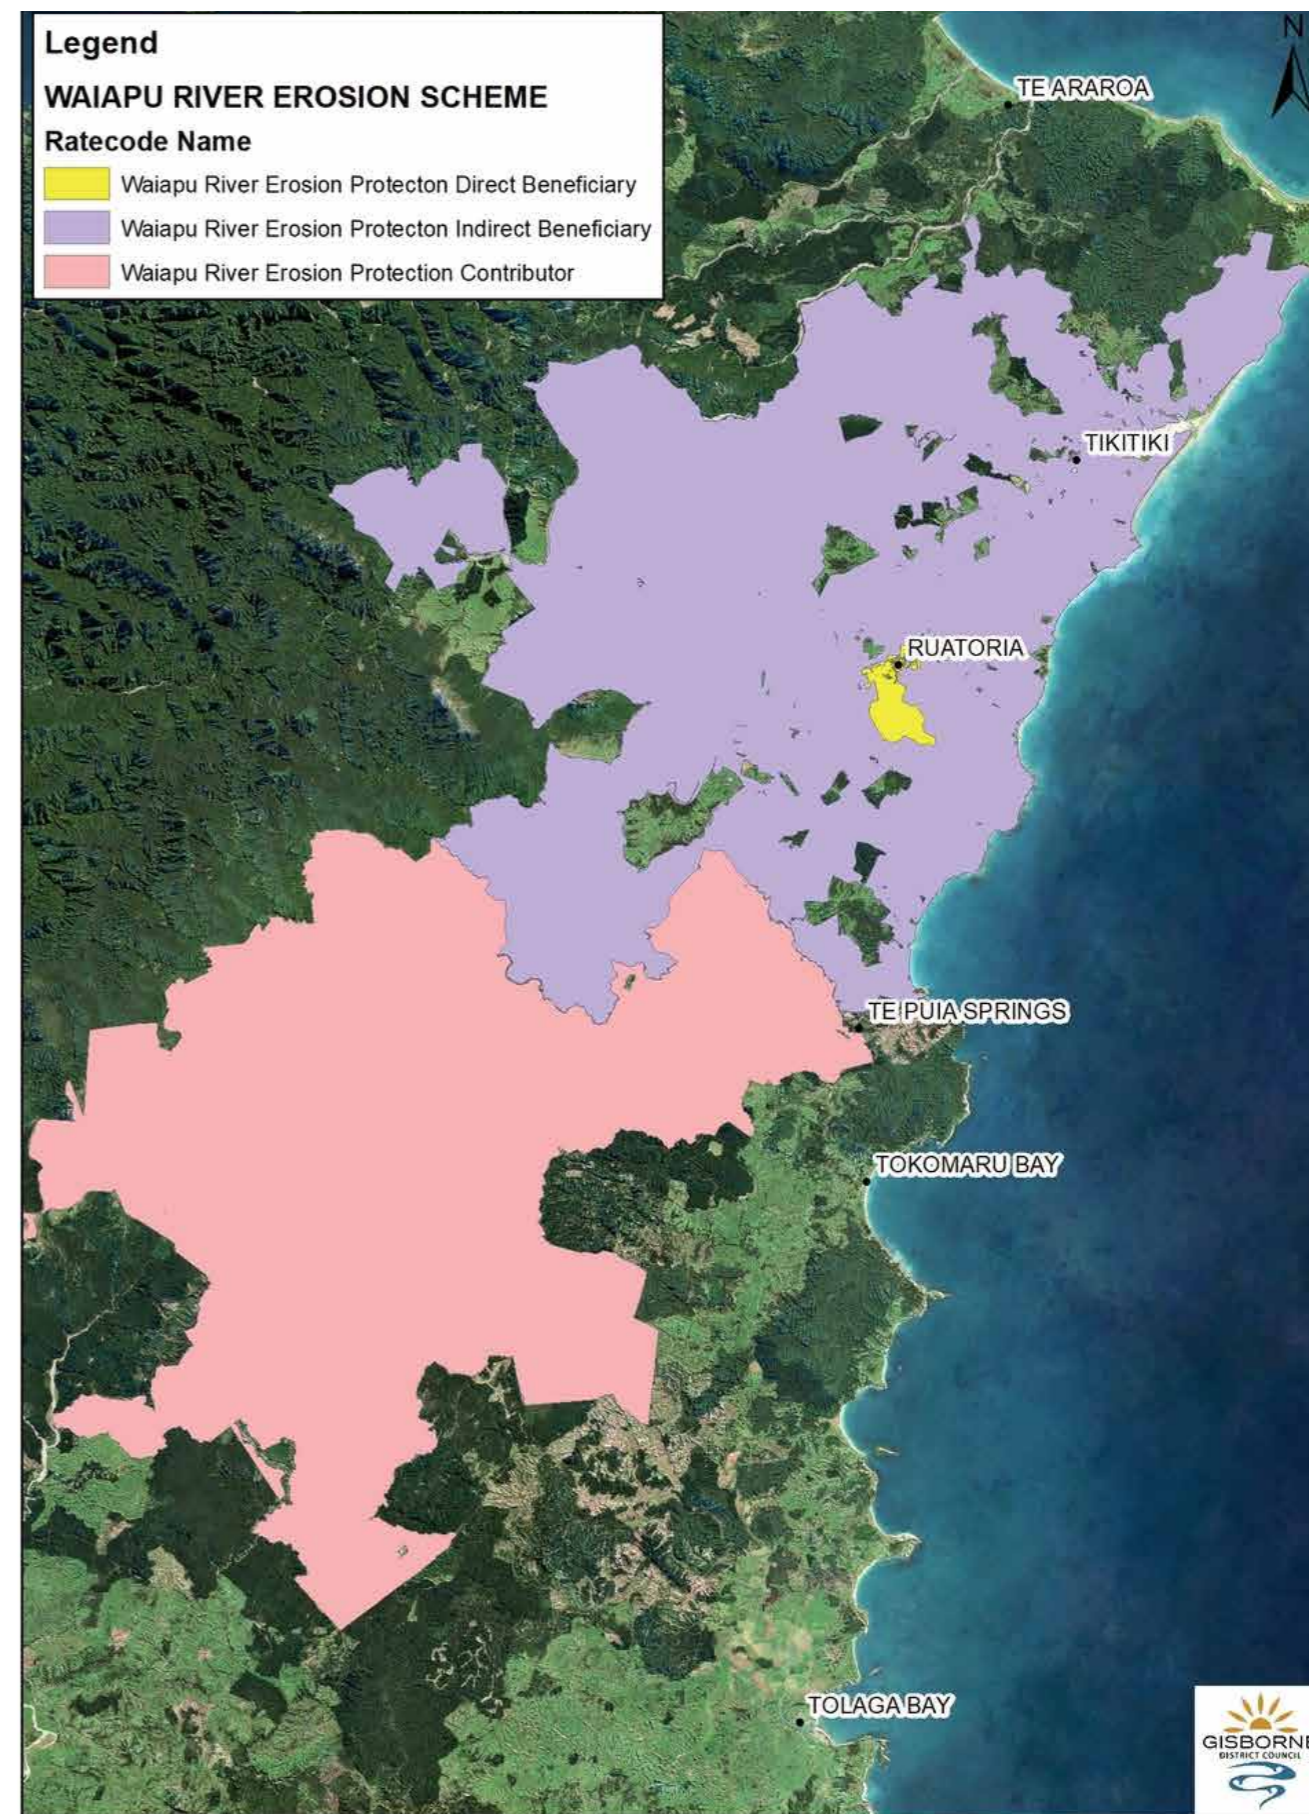 Legend
WAIAPU RIVER EROSION SCHEME
Ratecode Name
Waiapu River Erosion Protecton Direct Beneficiary
Waiapu River Erosion Protecton Indirect Beneficiary
Waiapu River Erosion Protection Contributor
N
TE ARAROA
TIKITIKI
RUATORIA
TE PUIA SPRINGS
TOKOMARU BAY
TOLAGA BAY
GISBORNE
DISTRICT COUNCIL